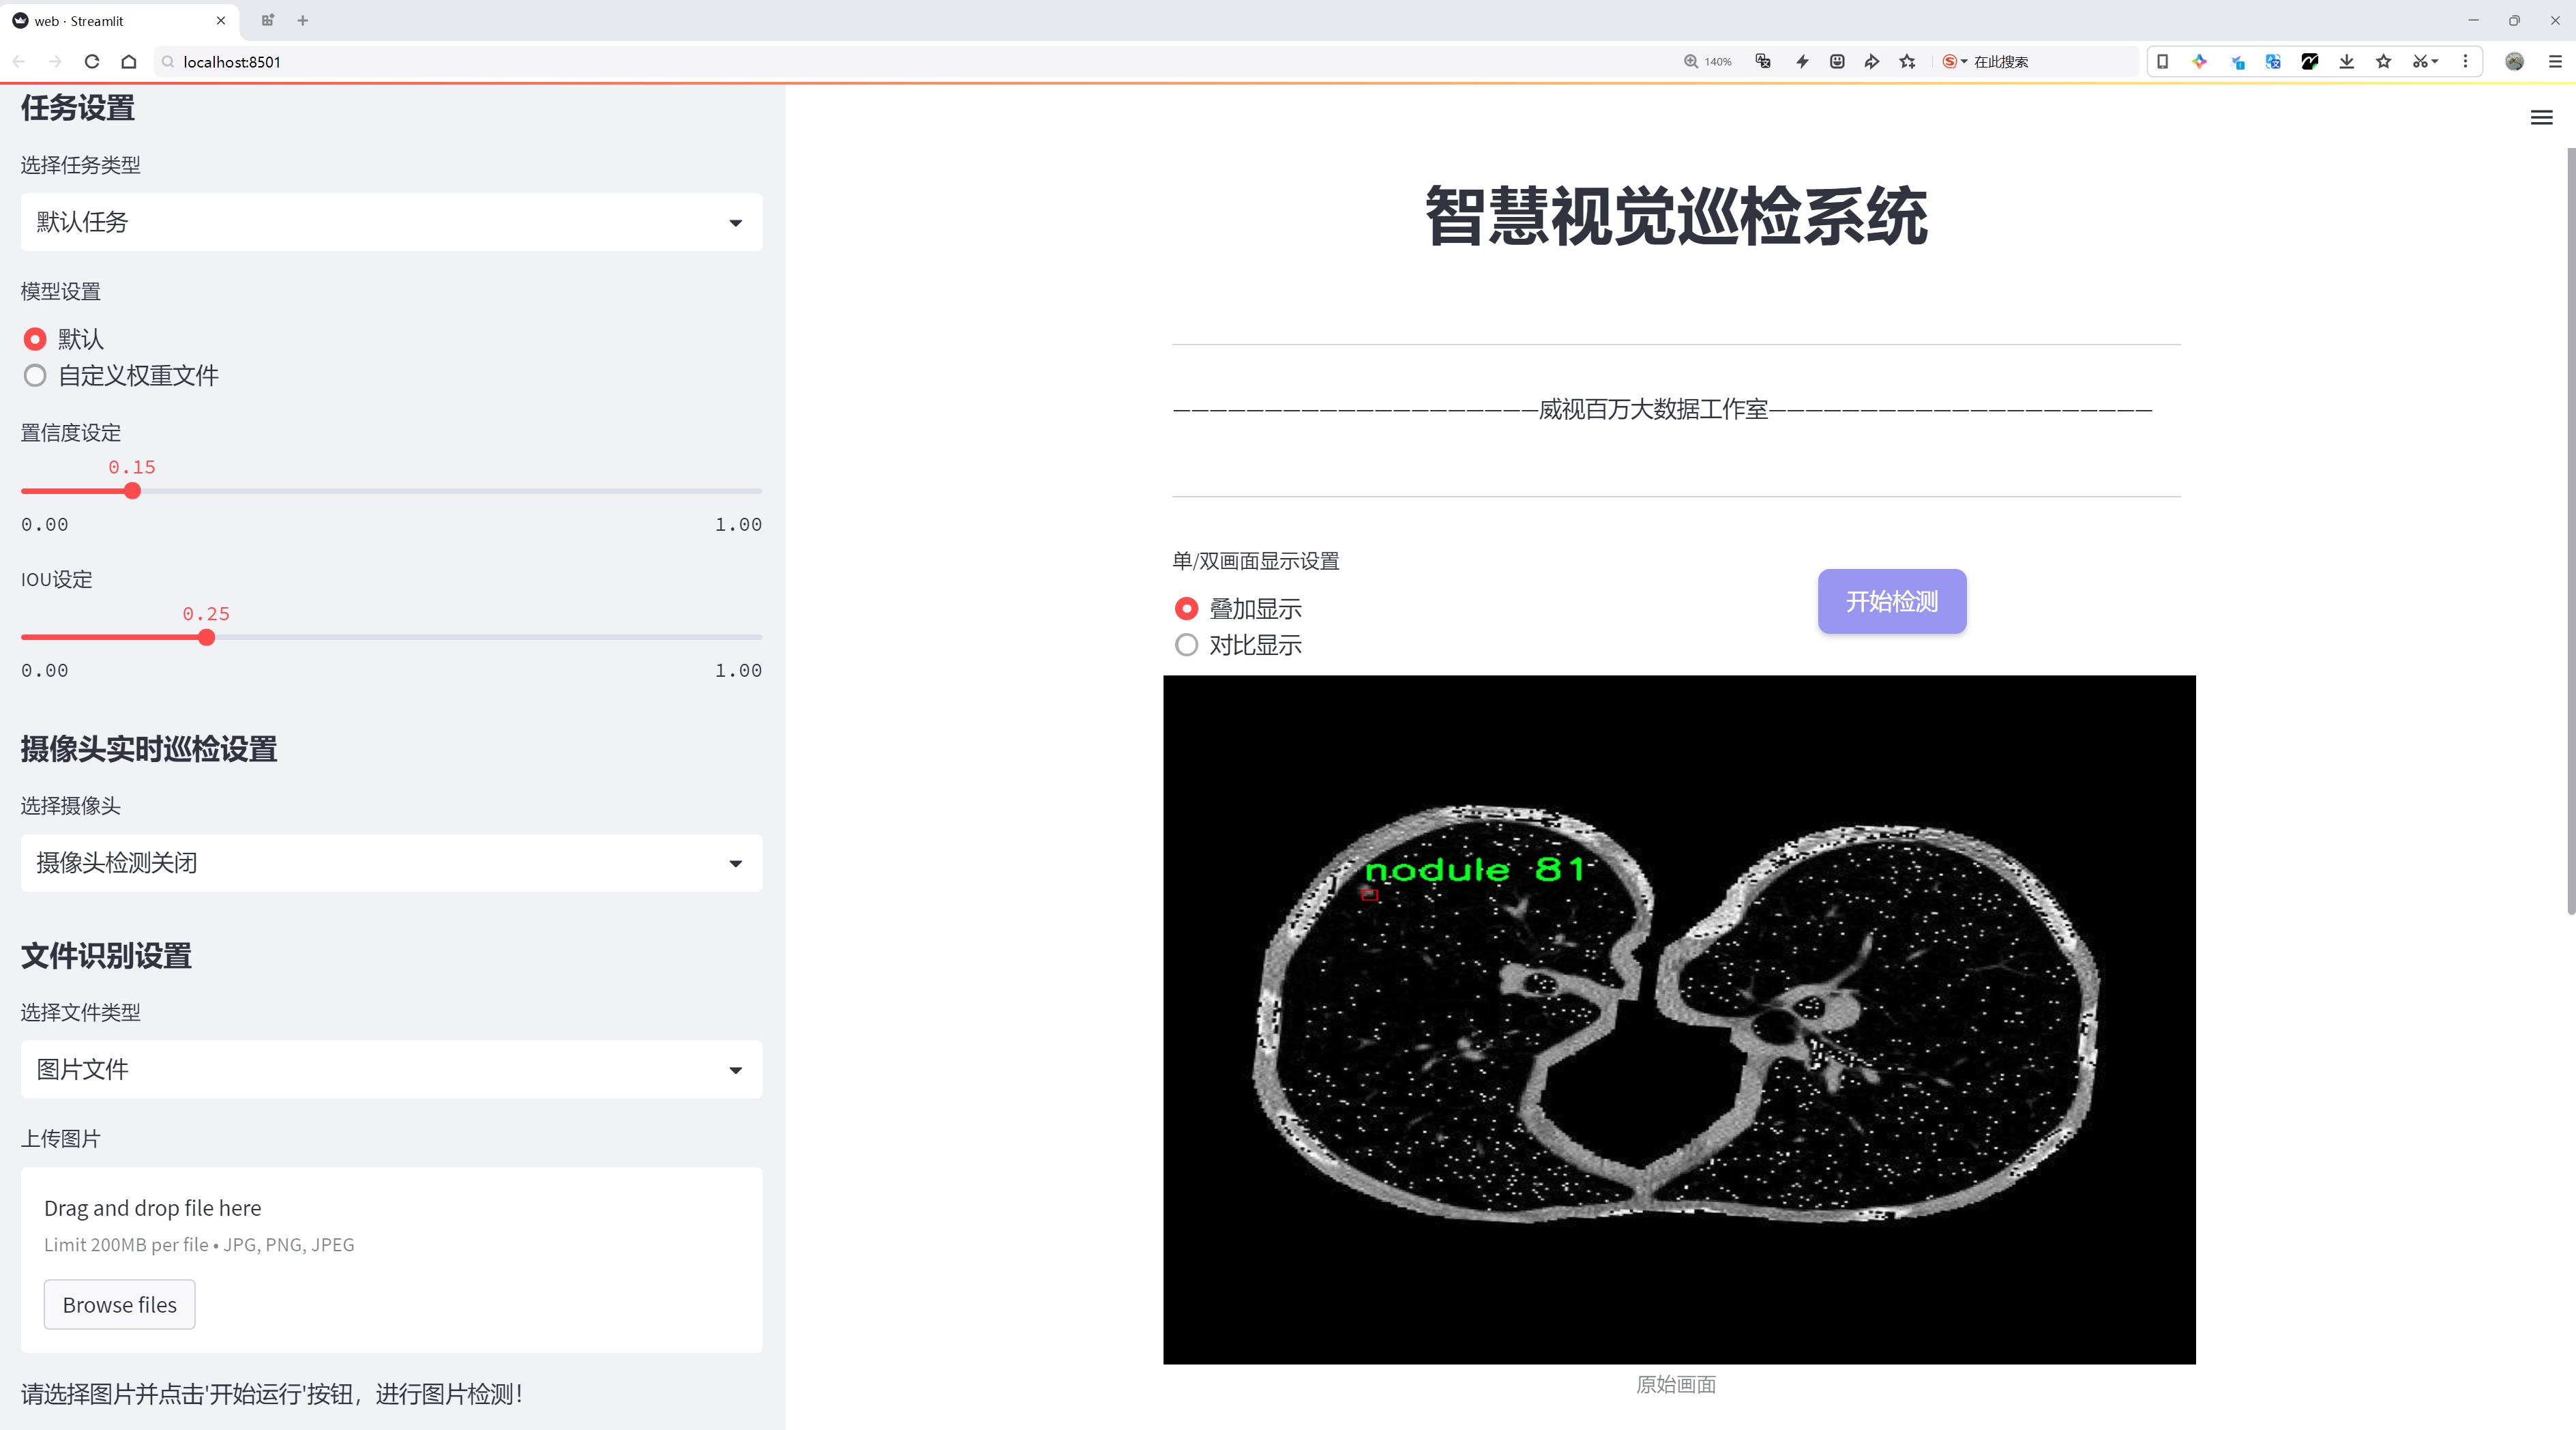 web · Streamlit
localhost:8501
140%
在此搜索
任务设置
选择任务类型
默认任务
模型设置
默认
自定义权重文件
置信度设定
0.15
0.00
1.00
IOU设定
0.25
0.00
1.00
摄像头实时巡检设置
选择摄像头
摄像头检测关闭
文件识别设置
选择文件类型
图片文件
上传图片
Drag and drop file here
Limit 200MB per file • JPG, PNG, JPEG
Browse files
请选择图片并点击'开始运行'按钮，进行图片检测！
智慧视觉巡检系统
————————————————————威视百万大数据工作室—————————————————————
单/双画面显示设置
叠加显示
对比显示
开始检测
nodule 81
原始画面